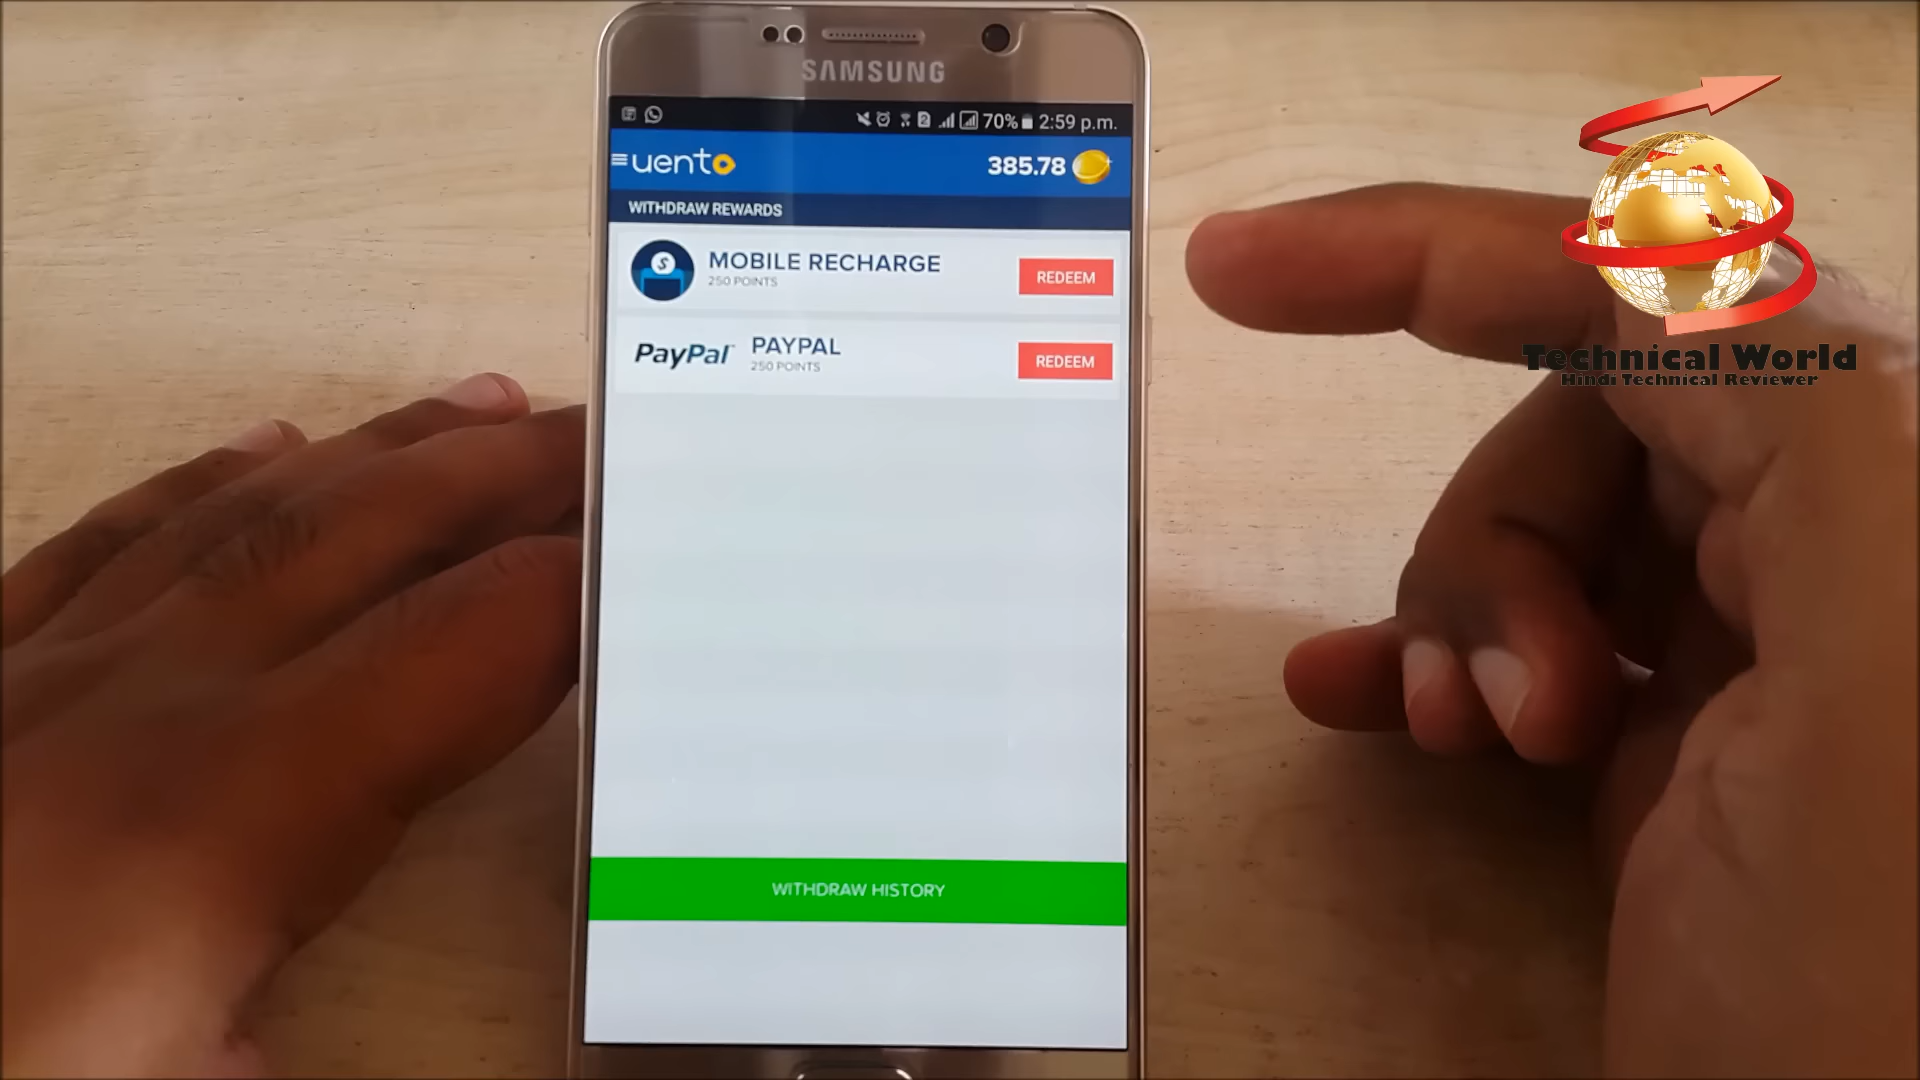 SAMSUNG
70% 2:59 p.m.
uento
385.78
WITHDRAW REWARDS
MOBILE RECHARGE
250 POINTS
REDEEM
PayPal
PAYPAL
250 POINTS
REDEEM
WITHDRAW HISTORY
Technical World
Hindi Technical Reviewer